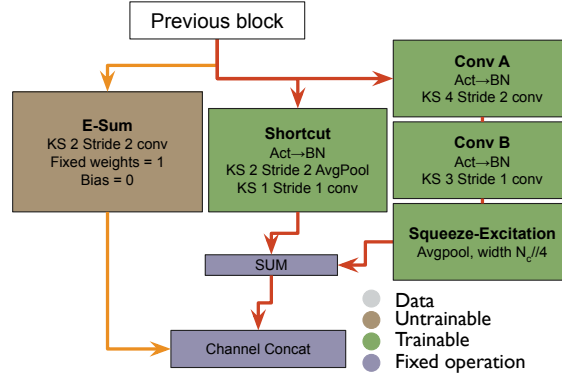 Previous block
E-Sum
KS 2 Stride 2 conv
Fixed weights = 1
Bias = 0
Shortcut
Act→BN
KS 2 Stride 2 AvgPool
KS 1 Stride 1 conv
Conv A
Act→BN
KS 4 Stride 2 conv
Conv B
Act→BN
KS 3 Stride 1 conv
Squeeze-Excitation
Avgpool, width N_c//4
SUM
Channel Concat
Data
Untrainable
Trainable
Fixed operation